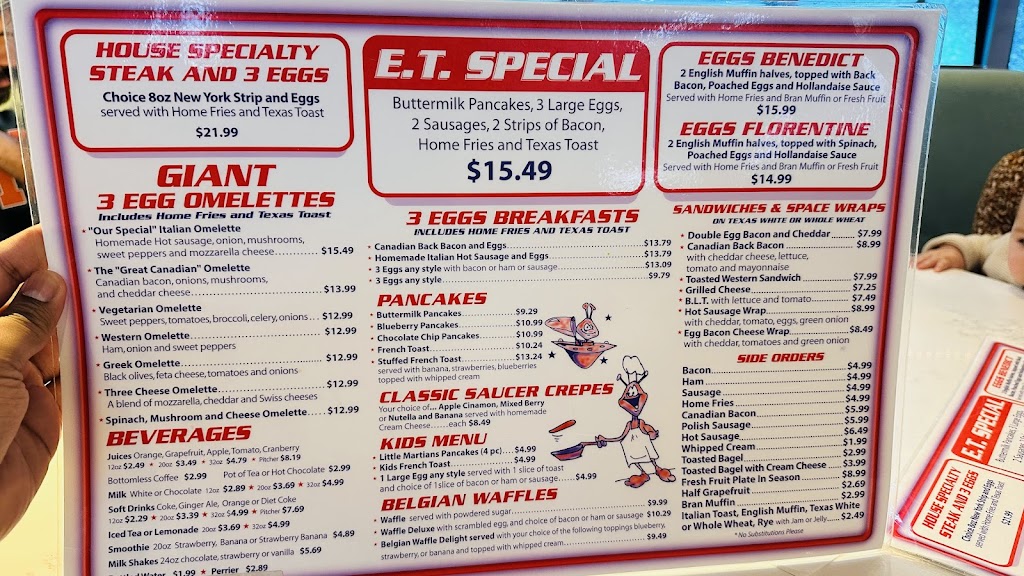 HOUSE SPECIALTY
STEAK AND 3 EGGS
Choice 8oz New York Strip and Eggs
served with Home Fries and Texas Toast
$21.99
GIANT
3 EGG OMELETTES
Includes Home Fries and Texas Toast
* "Our Special" Italian Omelette
Homemade Hot sausage, onion, mushrooms,
sweet peppers and mozzarella cheese..................... $15.49
* The "Great Canadian" Omelette
Canadian bacon, onions, mushrooms,
and cheddar cheese......................................... $13.99
* Vegetarian Omelette
Sweet peppers, tomatoes, broccoli, celery, onions... $12.99
* Western Omelette.................................... $12.99
Ham, onion and sweet peppers
* Greek Omelette....................................... $12.99
Black olives, feta cheese, tomatoes and onions
* Three Cheese Omelette............................. $12.99
A blend of mozzarella, cheddar and Swiss cheeses
* Spinach, Mushroom and Cheese Omelette..... $12.99
BEVERAGES
Juices Orange, Grapefruit, Apple, Tomato, Cranberry
12oz $2.49 * 20oz $3.49 * 32oz $4.79 * Pitcher $8.19
Bottomless Coffee $2.99 Pot of Tea or Hot Chocolate $2.99
Milk White or Chocolate 12oz $2.89 * 20oz $3.69 * 32oz $4.99
Soft Drinks Coke, Ginger Ale, Orange or Diet Coke
12oz $2.29 * 20oz $3.39 * 32oz $4.99 * Pitcher $7.69
Iced Tea or Lemonade 20oz $3.69 * 32oz $4.99
Smoothie 20oz Strawberry, Banana or Strawberry Banana $4.89
Milk Shakes 24oz chocolate, strawberry or vanilla $5.69
Bottled Water $1.99 * Perrier $2.89
E.T. SPECIAL
Buttermilk Pancakes, 3 Large Eggs,
2 Sausages, 2 Strips of Bacon,
Home Fries and Texas Toast
$15.49
3 EGGS BREAKFASTS
INCLUDES HOME FRIES AND TEXAS TOAST
* Canadian Back Bacon and Eggs................................ $13.79
* Homemade Italian Hot Sausage and Eggs................... $13.79
* 3 Eggs any style with bacon or ham or sausage............ $13.09
* 3 Eggs any style................................................ $9.79
PANCAKES
* Buttermilk Pancakes................ $9.29
* Blueberry Pancakes................. $10.99
* Chocolate Chip Pancakes......... $10.99
* French Toast......................... $10.24
* Stuffed French Toast............... $13.24
served with banana, strawberries, blueberries
topped with whipped cream
CLASSIC SAUCER CREPES
Your choice of... Apple Cinamon, Mixed Berry
or Nutella and Banana served with homemade
Cream Cheese......each $8.49
KIDS MENU
* Little Martians Pancakes (4 pc).... $4.99
* Kids French Toast.................... $4.99
* 1 Large Egg any style served with 1 slice of toast
and choice of 1slice of bacon or ham or sausage........... $4.99
BELGIAN WAFFLES
* Waffle served with powdered sugar........................... $9.99
* Waffle Deluxe with scrambled egg, and choice of bacon or ham or sausage $10.29
* Belgian Waffle Delight served with your choice of the following toppings blueberry,
strawberry, or banana and topped with whipped cream........................ $9.49
EGGS BENEDICT
2 English Muffin halves, topped with Back
Bacon, Poached Eggs and Hollandaise Sauce
Served with Home Fries and Bran Muffin or Fresh Fruit
$15.99
EGGS FLORENTINE
2 English Muffin halves, topped with Spinach,
Poached Eggs and Hollandaise Sauce
Served with Home Fries and Bran Muffin or Fresh Fruit
$14.99
SANDWICHES & SPACE WRAPS
ON TEXAS WHITE OR WHOLE WHEAT
* Double Egg Bacon and Cheddar......... $7.99
* Canadian Back Bacon...................... $8.99
with cheddar cheese, lettuce,
tomato and mayonnaise
* Toasted Western Sandwich............... $7.99
* Grilled Cheese.............................. $7.25
* B.L.T. with lettuce and tomato............ $7.49
* Hot Sausage Wrap.......................... $8.99
with cheddar, tomato, eggs, green onion
* Egg Bacon Cheese Wrap................... $8.49
with cheddar, tomatoes and green onion
SIDE ORDERS
Bacon................................. $4.99
Ham................................... $4.99
Sausage............................... $4.99
Home Fries........................... $4.99
Canadian Bacon..................... $5.99
Polish Sausage....................... $5.99
Hot Sausage.......................... $6.49
Whipped Cream..................... $1.99
Toasted Bagel........................ $2.99
Toasted Bagel with Cream Cheese.... $3.99
Fresh Fruit Plate In Season.......... $8.99
Half Grapefruit....................... $2.69
Bran Muffin........................... $2.99
Italian Toast, English Muffin, Texas White
or Whole Wheat, Rye with Jam or Jelly..... $2.49
* No Substitutions Please
EGGS BENEDICT
E.T. SPECIAL
Buttermilk Pancakes, 3 Large Eggs,
HOUSE SPECIALTY
STEAK AND 3 EGGS
Choice 8oz New York Strip and Eggs
served with Home Fries and Texas Toast
$21.99